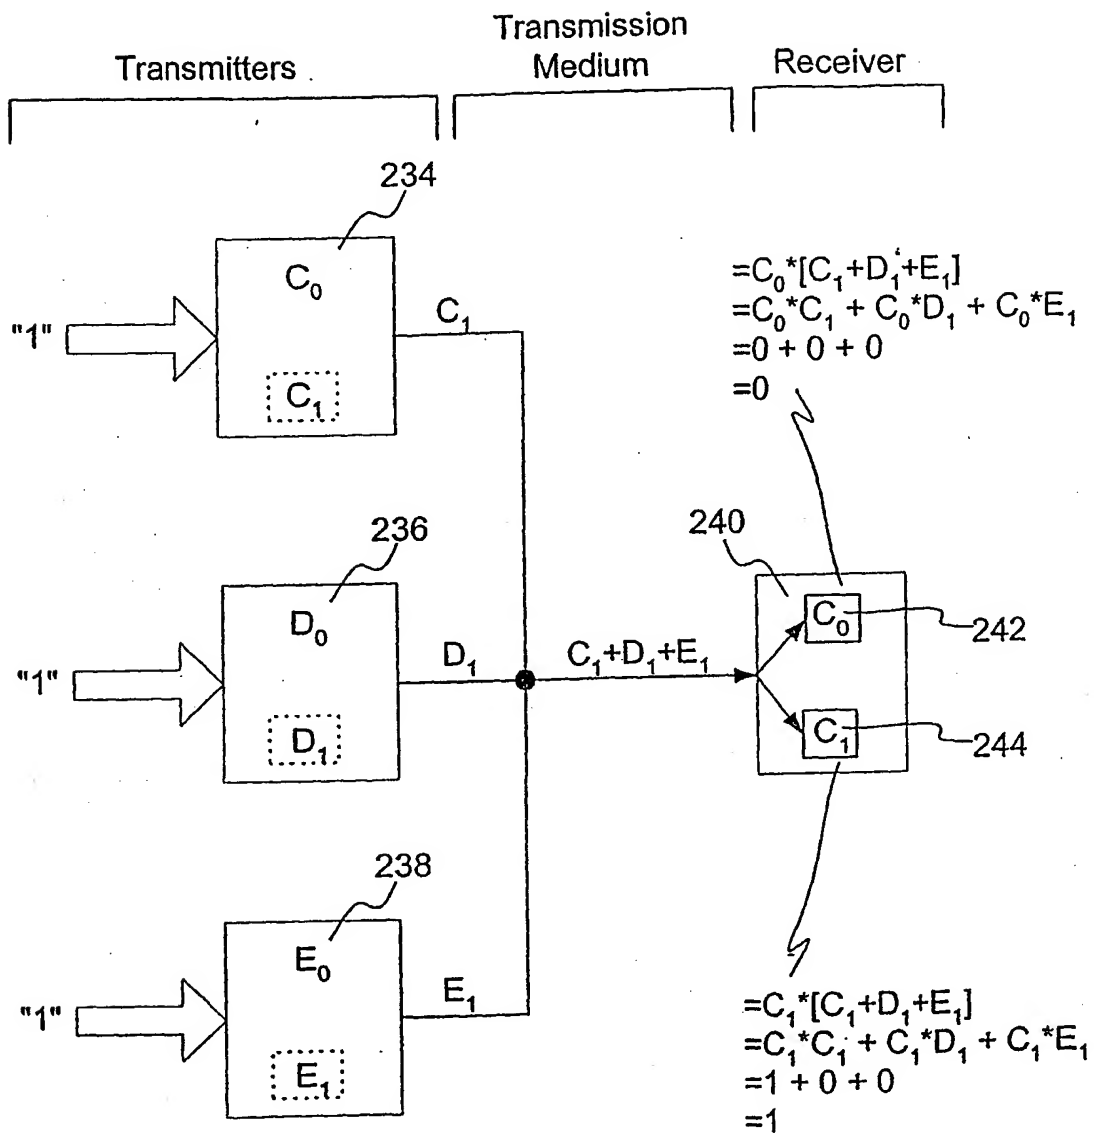 Transmitters
Transmission
Medium
Receiver
234
C₀
"1"
C₁
C₁
=C₀*[C₁+D₁+E₁]
=C₀*C₁ + C₀*D₁ + C₀*E₁
=0 + 0 + 0
=0
236
D₀
"1"
D₁
D₁
C₁+D₁+E₁
240
C₀
242
C₁
244
238
E₀
"1"
E₁
E₁
=C₁*[C₁+D₁+E₁]
=C₁*C₁ + C₁*D₁ + C₁*E₁
=1 + 0 + 0
=1